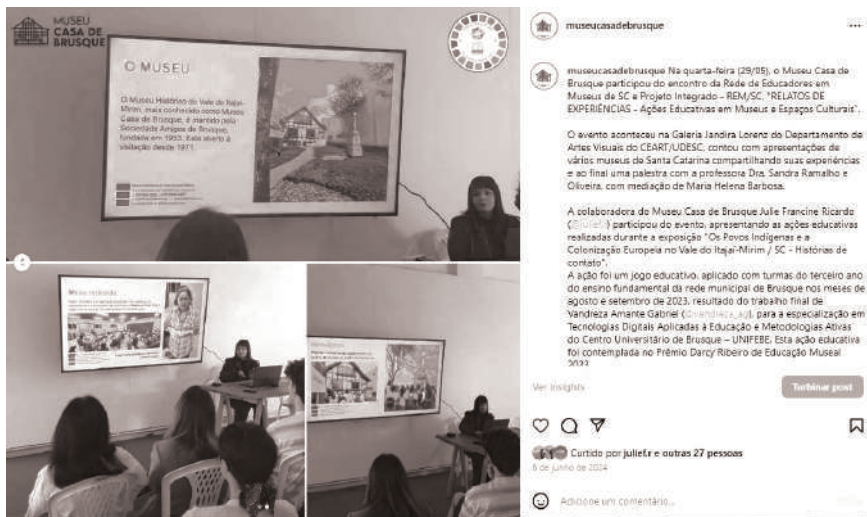 MUSEU
CASA DE
BRUSQUE
O MUSEU
O Museu Histórico do Vale do Itajaí-
Mirim, mais conhecido como Museu
Casa de Brusque, é mantido pela
Sociedade Amigos de Brusque,
fundada em 1953. Está aberto à
visitação desde 1971.
museucasadebrusque
museucasadebrusque Na quarta-feira (29/05), o Museu Casa de
Brusque participou do encontro da Rede de Educadores em
Museus de SC e Projeto Integrado - REM/SC, "RELATOS DE
EXPERIÊNCIAS - Ações Educativas em Museus e Espaços Culturais".
O evento aconteceu na Galeria Jandira Lorenz do Departamento de
Artes Visuais do CEART/UDESC, contou com apresentações de
vários museus de Santa Catarina compartilhando suas experiências
e ao final uma palestra com a professora Dra. Sandra Ramalho e
Oliveira, com mediação de Maria Helena Barbosa.
A colaboradora do Museu Casa de Brusque Julie Francine Ricardo
(@julief.r) participou do evento, apresentando as ações educativas
realizadas durante a exposição "Os Povos Indígenas e a
Colonização Europeia no Vale do Itajaí-Mirim / SC - Histórias de
contato".
A ação foi um jogo educativo, aplicado com turmas do terceiro ano
do ensino fundamental da rede municipal de Brusque nos meses de
agosto e setembro de 2023, resultado do trabalho final de
Vandreza Amante Gabriel (@vandreza_ag), para a especialização em
Tecnologias Digitais Aplicadas à Educação e Metodologias Ativas
do Centro Universitário de Brusque – UNIFEBE. Esta ação educativa
foi contemplada no Prêmio Darcy Ribeiro de Educação Museal
2023
Ver insights
Turbinar post
Curtido por julief.r e outras 27 pessoas
6 de junho de 2024
Adicione um comentário...